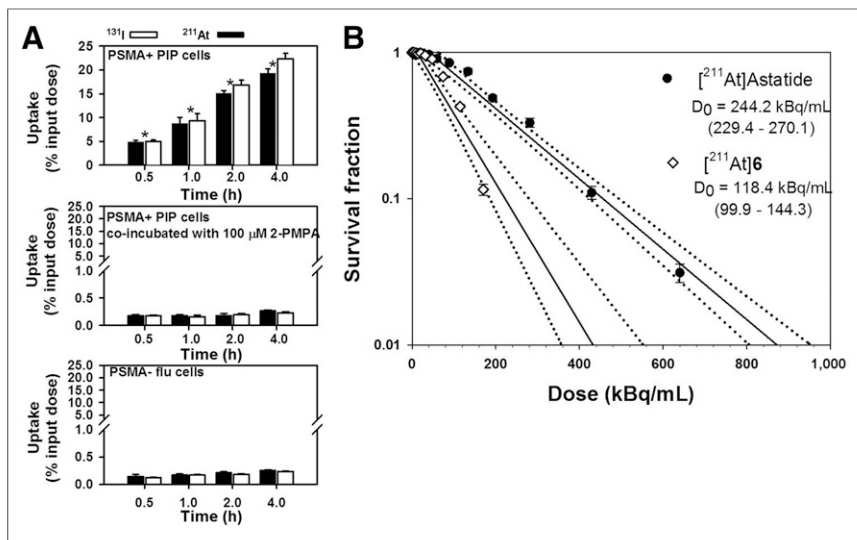 A
¹³¹I ²¹¹At
PSMA+ PIP cells
Uptake
(% input dose)
25
20
15
10
5
0
*
*
*
*
0.5 1.0 2.0 4.0
Time (h)
PSMA+ PIP cells
co-incubated with 100 μM 2-PMPA
Uptake
(% input dose)
25.0
20.0
15.0
10.0
5.0
1.0
0.5
0.0
0.5 1.0 2.0 4.0
Time (h)
PSMA- flu cells
Uptake
(% input dose)
25.0
20.0
15.0
10.0
5.0
1.0
0.5
0.0
0.5 1.0 2.0 4.0
Time (h)
B
Survival fraction
1
0.1
0.01
[²¹¹At]Astatide
D₀ = 244.2 kBq/mL
(229.4 - 270.1)
[²¹¹At]6
D₀ = 118.4 kBq/mL
(99.9 - 144.3)
0 200 400 600 800 1,000
Dose (kBq/mL)